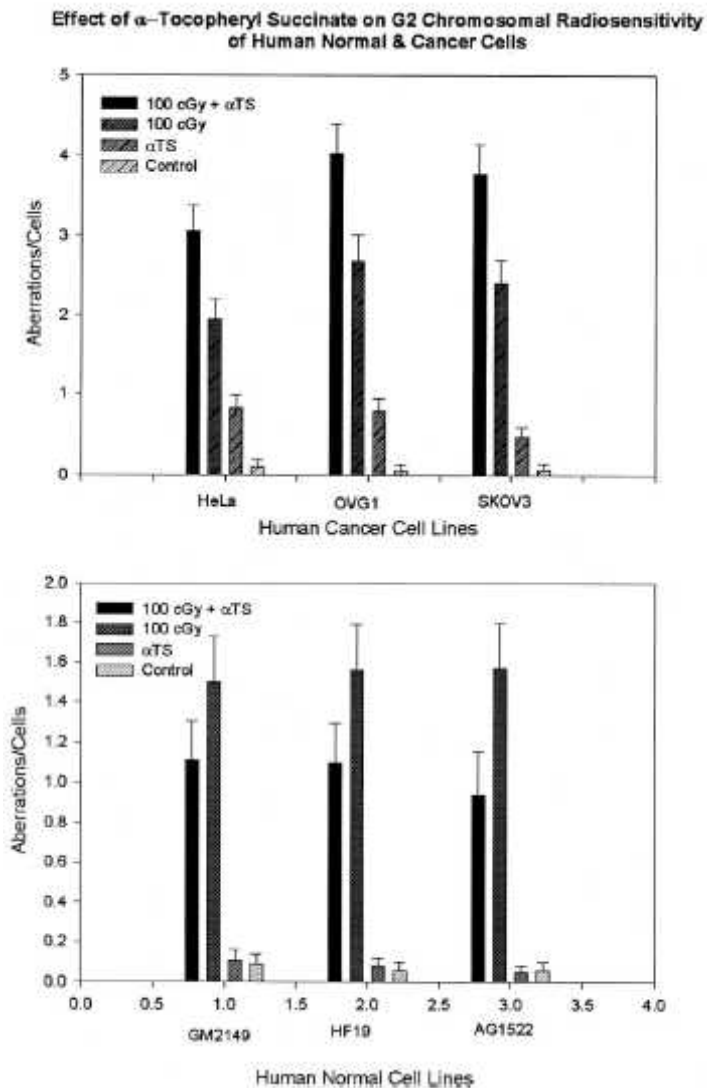 Effect of α–Tocopheryl Succinate on G2 Chromosomal Radiosensitivity
of Human Normal & Cancer Cells
5
4
3
2
1
0
Aberrations/Cells
100 cGy + αTS
100 cGy
αTS
Control
HeLa
OVG1
SKOV3
Human Cancer Cell Lines
2.0
1.8
1.6
1.4
1.2
1.0
0.8
0.6
0.4
0.2
0.0
Aberrations/Cells
100 cGy + αTS
100 cGy
αTS
Control
0.0 0.5 1.0 1.5 2.0 2.5 3.0 3.5 4.0
GM2149
HF19
AG1522
Human Normal Cell Lines